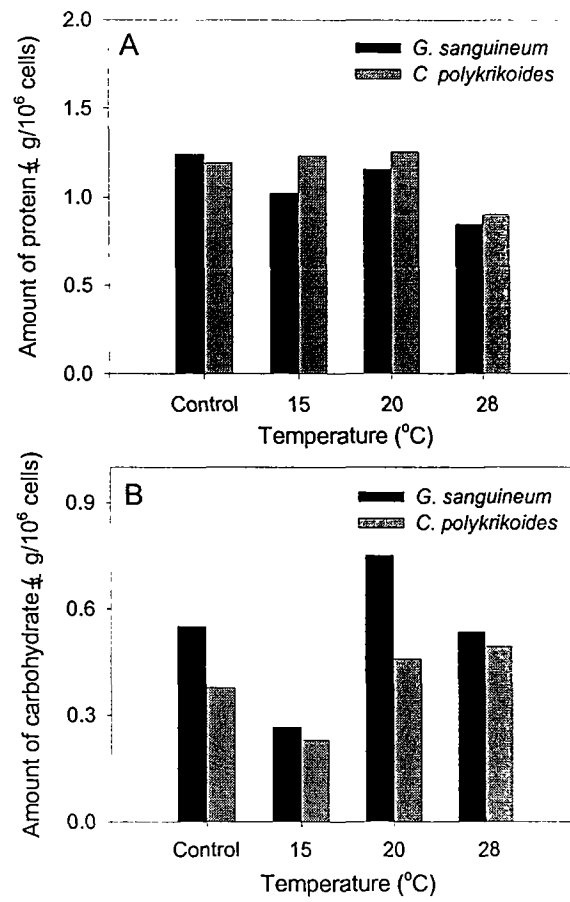 A
G. sanguineum
C polykrikoides
2.0
1.5
1.0
0.5
0.0
Amount of protein g/10⁶ cells)
Control 15 20 28
Temperature (°C)
B
G. sanguineum
C. polykrikoides
0.9
0.6
0.3
0.0
Amount of carbohydrate g/10⁶ cells)
Control 15 20 28
Temperature (°C)